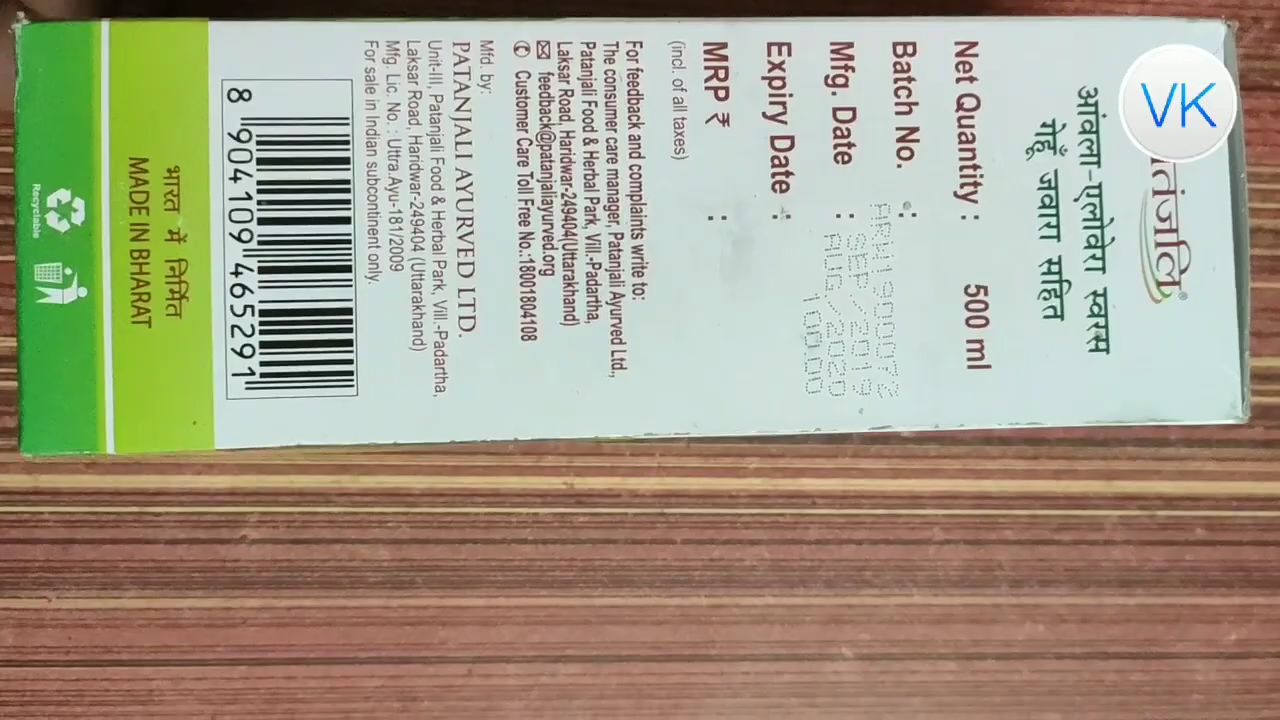 VK
तंजलि®
आंवला-एलोवेरा स्वरस
गेहूँ जवारा सहित
Net Quantity : 500 ml
Batch No. :
Mfg. Date : SEP/2019
Expiry Date : AUG/2020
MRP ₹ : 100.00
(incl. of all taxes)
For feedback and complaints write to:
The consumer care manager, Patanjali Ayurved Ltd.,
Patanjali Food & Herbal Park, Vill.-Padartha,
Laksar Road, Haridwar-249404(Uttarakhand)
feedback@patanjaliayurved.org
Customer Care Toll Free No.:18001804108
Mfd. by:
PATANJALI AYURVED LTD.
Unit-III, Patanjali Food & Herbal Park, Vill.-Padartha,
Laksar Road, Haridwar-249404 (Uttarakhand)
Mfg. Lic. No. : Uttra.Ayu-181/2009
For sale in Indian subcontinent only.
8 904109 465291
भारत में निर्मित
MADE IN BHARAT
Recyclable